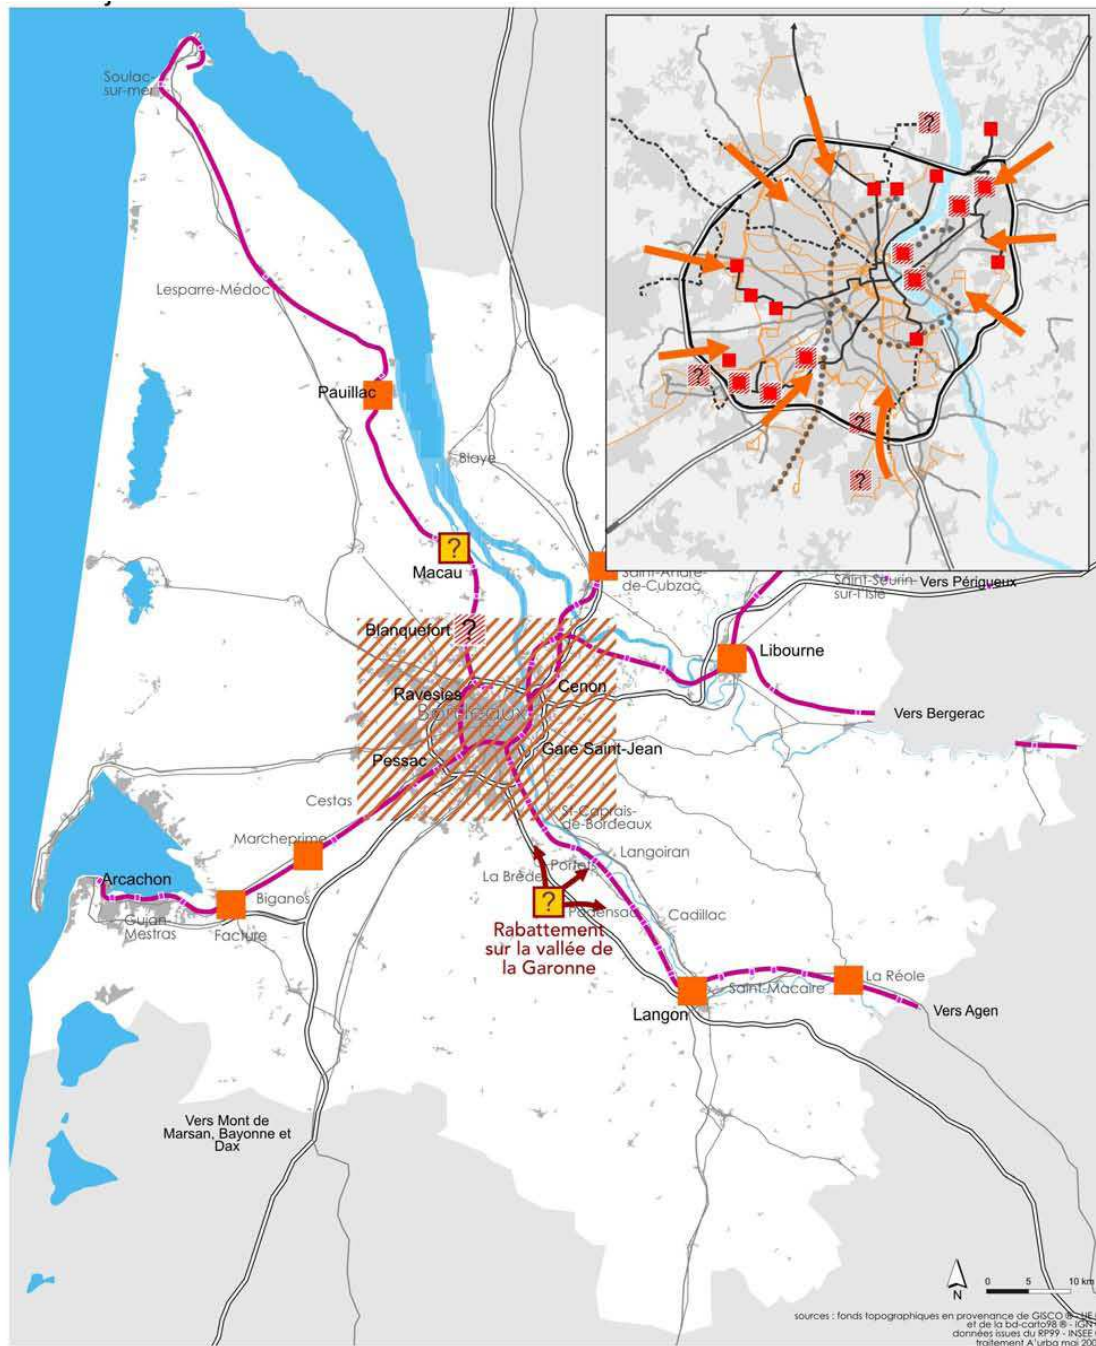 Soulac-
sur-mer
?
?
?
?
Lesparre-Médoc
Pauillac
Blaye
?
Macau
Saint-André-
de-Cubzac
Saint-Seurin
sur-l'Isle
Vers Périgueux
Blanquefort
?
Libourne
Ravesies
Cenon
Bordeaux
Vers Bergerac
Gare Saint-Jean
Pessac
Cestas
St-Caprais-
de-Bordeaux
Marcheprime
Langoiran
La Brède
Arcachon
Biganos
?
Podensac
Cadillac
Gujan-
Mestras
Facture
Rabattement
sur la vallée de
la Garonne
La Réole
Saint-Macaire
Langon
Vers Agen
Vers Mont de
Marsan, Bayonne et
Dax
N
0 5 10 km
sources : fonds topographiques en provenance de GISCO ®
et de la bd-carto98 ® - IGN
données issues du RP99 - INSEE
traitement A'urba mai 200